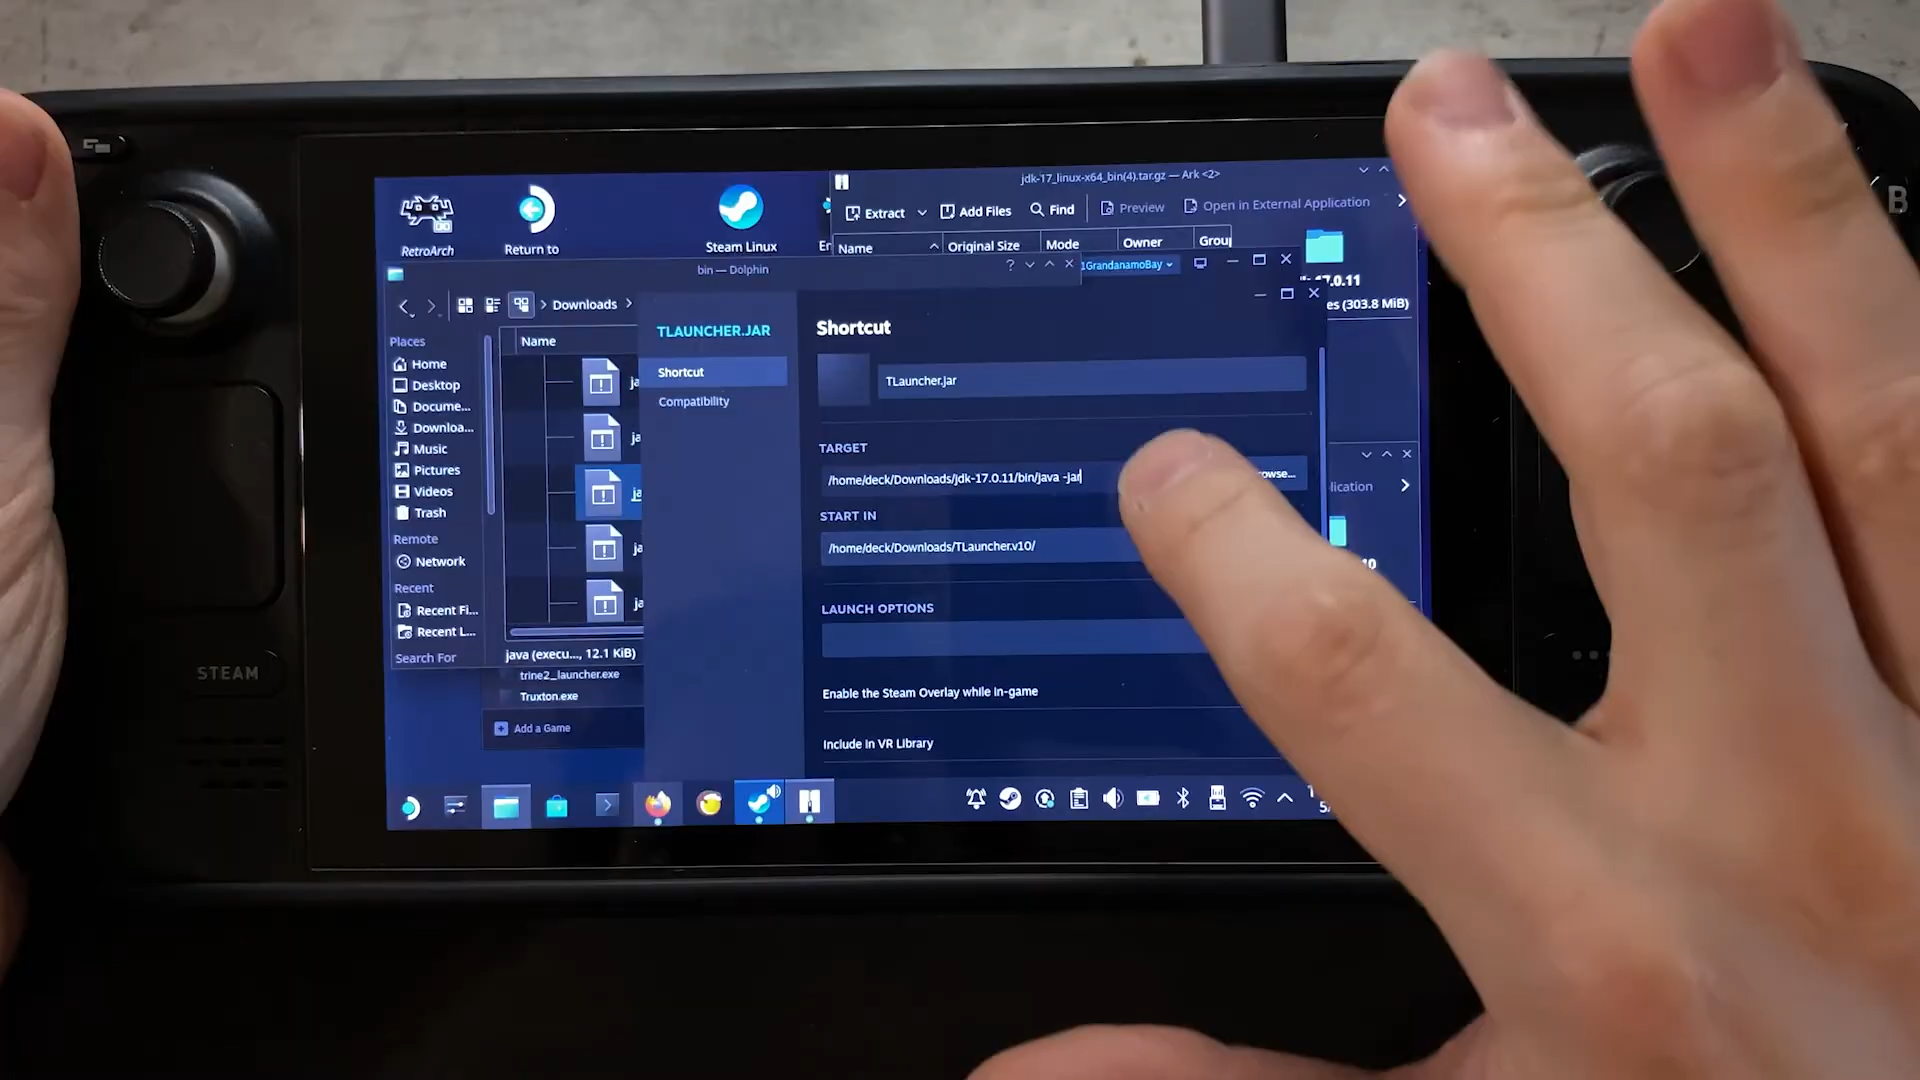 jdk-17_linux-x64_bin(4).tar.gz — Ark <2>
Extract
Add Files
Find
Preview
Open in External Application
RetroArch
Return to
Steam Linux
Name
Original Size
Mode
Owner
B
bin — Dolphin
?
1GrandanamoBay
17.0.11
(303.8 MiB)
Downloads
Places
Home
Desktop
Docume...
Downloa...
Music
Pictures
Videos
Trash
Remote
Network
Recent
Recent Fi...
Recent L...
Search For
Name
java (execu..., 12.1 KiB)
trine2_launcher.exe
Truxton.exe
Add a Game
TLAUNCHER.JAR
Shortcut
Compatibility
Shortcut
TLauncher.jar
TARGET
/home/deck/Downloads/jdk-17.0.11/bin/java -jar
START IN
/home/deck/Downloads/TLauncher.v10/
LAUNCH OPTIONS
Enable the Steam Overlay while in-game
Include in VR Library
STEAM